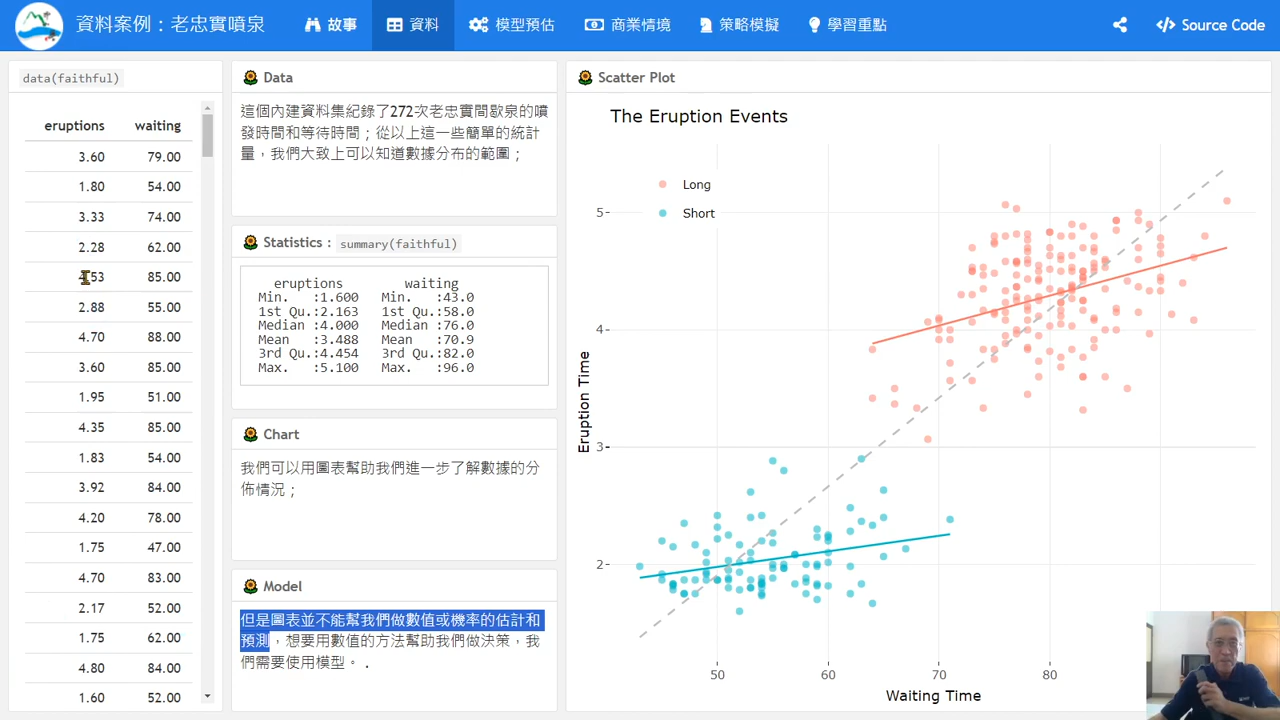 資料案例：老忠實噴泉
故事
資料
模型預估
商業情境
策略模擬
學習重點
Source Code
data(faithful)
eruptions waiting
3.60 79.00
1.80 54.00
3.33 74.00
2.28 62.00
4.53 85.00
2.88 55.00
4.70 88.00
3.60 85.00
1.95 51.00
4.35 85.00
1.83 54.00
3.92 84.00
4.20 78.00
1.75 47.00
4.70 83.00
2.17 52.00
1.75 62.00
4.80 84.00
1.60 52.00
Data
這個內建資料集紀錄了272次老忠實間歇泉的噴
發時間和等待時間；從以上這一些簡單的統計
量，我們大致上可以知道數據分布的範圍；
Statistics : summary(faithful)
eruptions waiting
Min. :1.600 Min. :43.0
1st Qu.:2.163 1st Qu.:58.0
Median :4.000 Median :76.0
Mean :3.488 Mean :70.9
3rd Qu.:4.454 3rd Qu.:82.0
Max. :5.100 Max. :96.0
Chart
我們可以用圖表幫助我們進一步了解數據的分
佈情況；
Model
但是圖表並不能幫我們做數值或機率的估計和
預測，想要用數值的方法幫助我們做決策，我
們需要使用模型。.
Scatter Plot
The Eruption Events
Long
Short
Eruption Time
5
4
3
2
50 60 70 80
Waiting Time